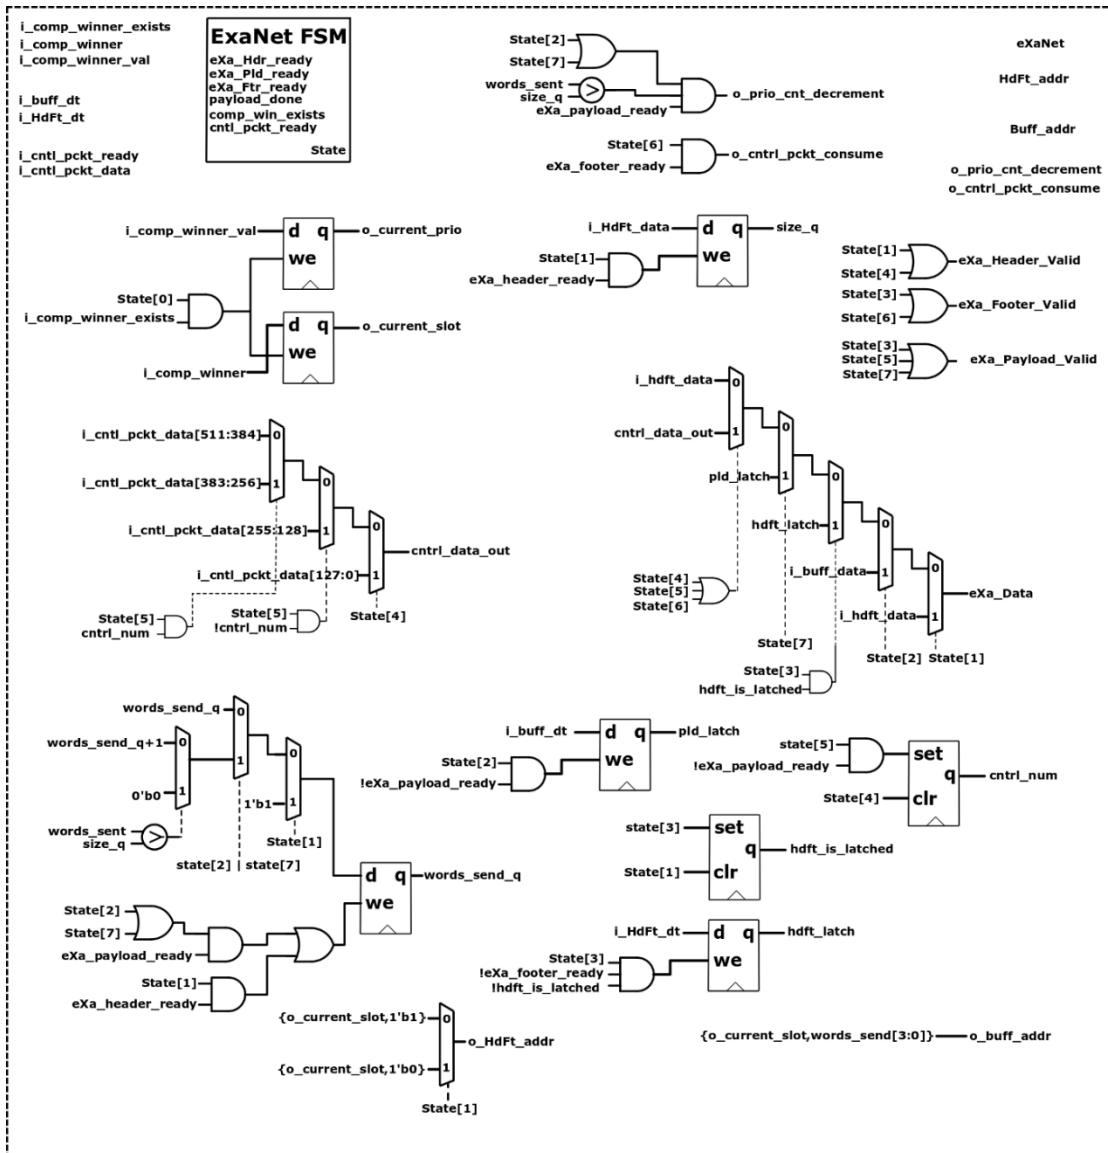 i_comp_winner_exists
i_comp_winner
i_comp_winner_val
i_buff_dt
i_HdFt_dt
i_cntl_pckt_ready
i_cntl_pckt_data
ExaNet FSM
eXa_Hdr_ready
eXa_Pld_ready
eXa_Ftr_ready
payload_done
comp_win_exists
cntl_pckt_ready
State
State[2]
State[7]
words_sent
size_q
>
eXa_payload_ready
o_prio_cnt_decrement
State[6]
eXa_footer_ready
o_cntrl_pckt_consume
eXaNet
HdFt_addr
Buff_addr
o_prio_cnt_decrement
o_cntrl_pckt_consume
i_comp_winner_val
d q
we
o_current_prio
State[0]
i_comp_winner_exists
i_comp_winner
d q
we
o_current_slot
i_HdFt_data
d q
we
size_q
State[1]
eXa_header_ready
State[1]
State[4]
eXa_Header_Valid
State[3]
State[6]
eXa_Footer_Valid
State[3]
State[5]
State[7]
eXa_Payload_Valid
i_cntl_pckt_data[511:384]
0
i_cntl_pckt_data[383:256]
1
0
i_cntl_pckt_data[255:128]
1
0
i_cntl_pckt_data[127:0]
1
cntrl_data_out
State[5]
cntrl_num
State[5]
!cntrl_num
State[4]
i_hdft_data
0
cntrl_data_out
1
0
pld_latch
1
0
hdft_latch
1
0
i_buff_data
1
0
i_hdft_data
1
eXa_Data
State[4]
State[5]
State[6]
State[7]
State[3]
hdft_is_latched
State[2]
State[1]
words_send_q
0
words_send_q+1
0
1
0'b0
1
0
1'b1
1
words_sent
size_q
>
state[2]
state[7]
State[1]
d q
we
words_send_q
State[2]
State[7]
eXa_payload_ready
State[1]
eXa_header_ready
i_buff_dt
d q
we
pld_latch
State[2]
!eXa_payload_ready
state[5]
!eXa_payload_ready
State[4]
set
q
clr
cntrl_num
state[3]
State[1]
set
q
clr
hdft_is_latched
i_HdFt_dt
d q
we
hdft_latch
State[3]
!eXa_footer_ready
!hdft_is_latched
{o_current_slot,1'b1}
0
{o_current_slot,1'b0}
1
o_HdFt_addr
State[1]
{o_current_slot,words_send[3:0]}
o_buff_addr